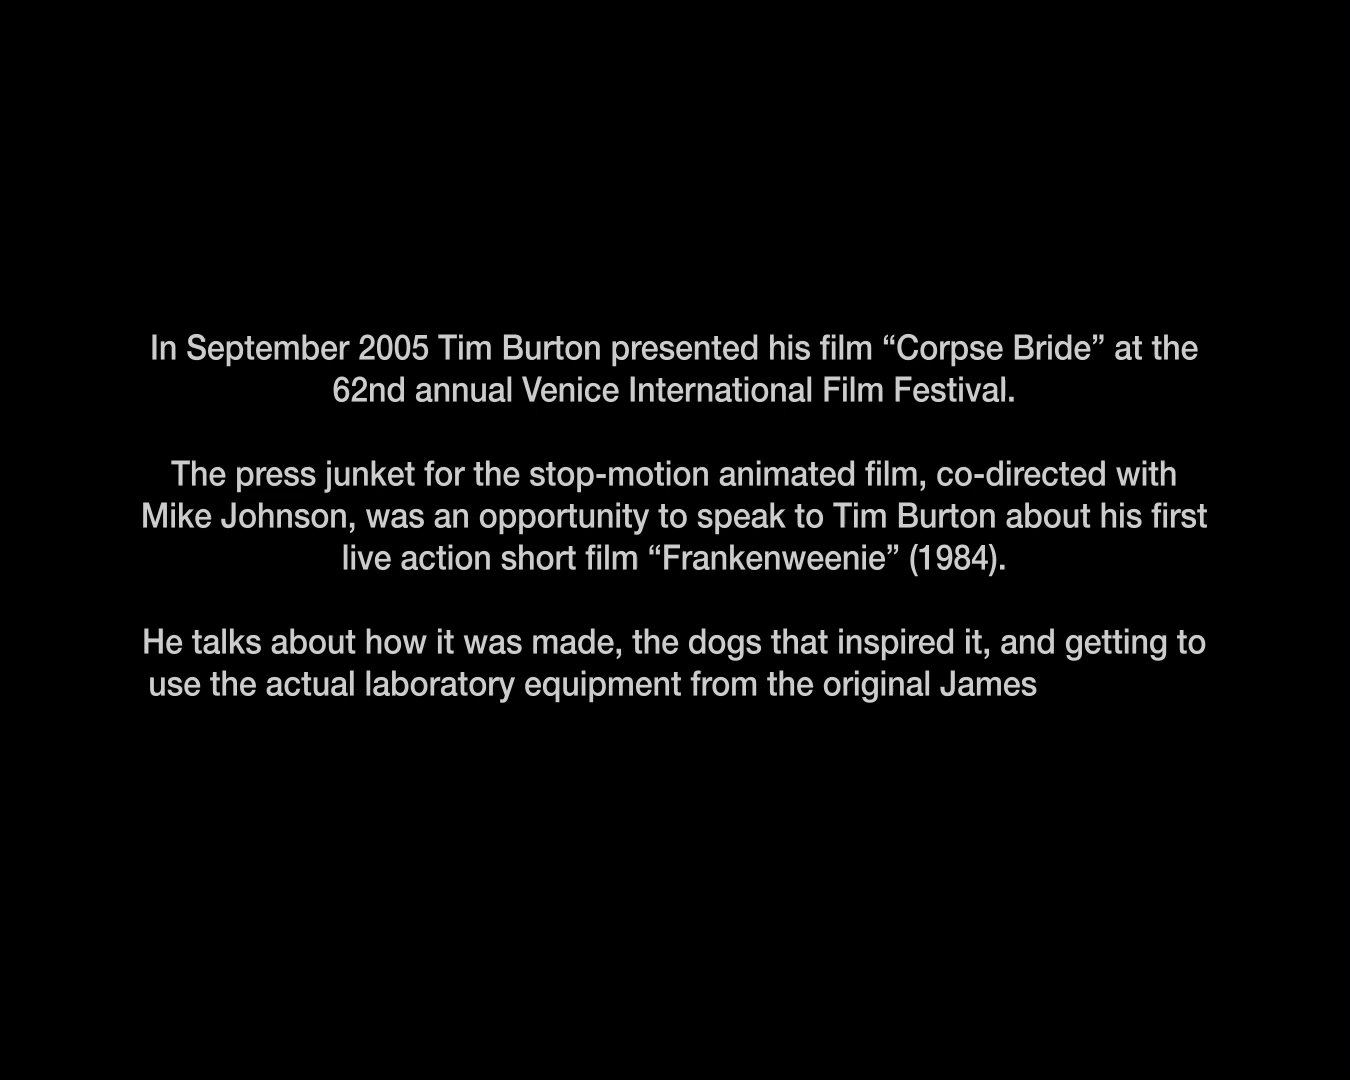 In September 2005 Tim Burton presented his film “Corpse Bride” at the
62nd annual Venice International Film Festival.
The press junket for the stop-motion animated film, co-directed with
Mike Johnson, was an opportunity to speak to Tim Burton about his first
live action short film “Frankenweenie” (1984).
He talks about how it was made, the dogs that inspired it, and getting to
use the actual laboratory equipment from the original James